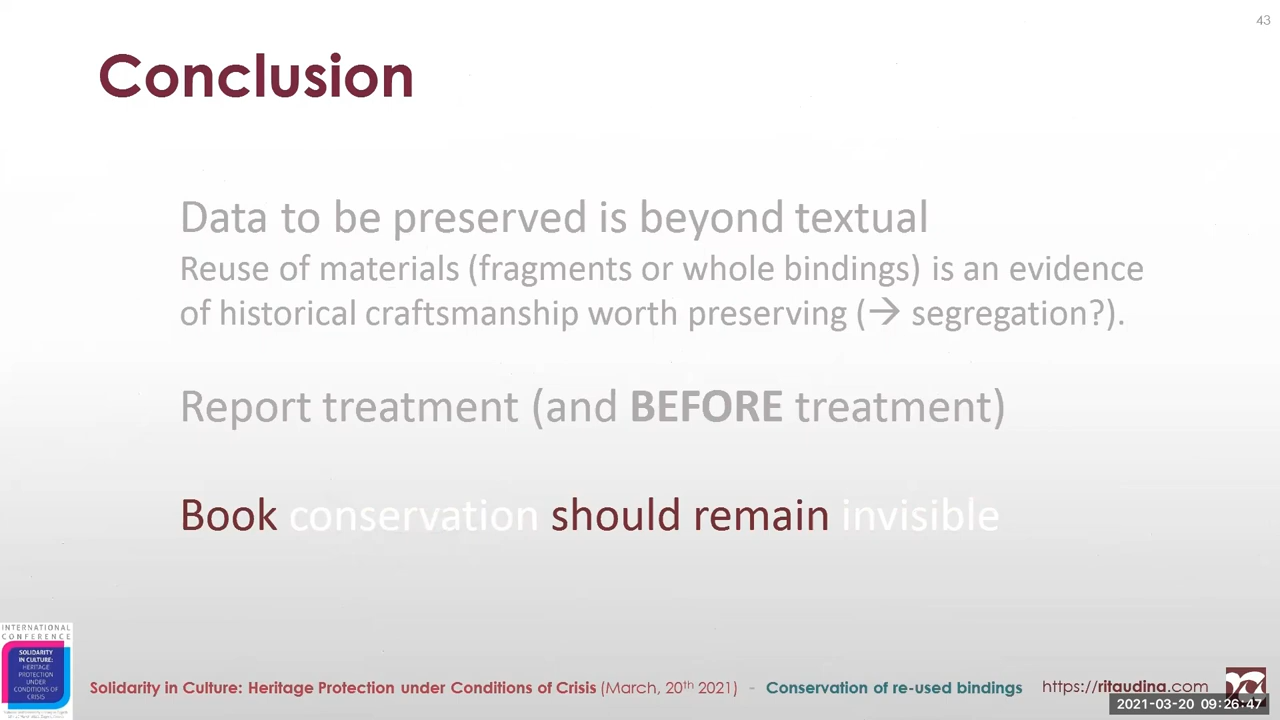 43
Conclusion
Data to be preserved is beyond textual
Reuse of materials (fragments or whole bindings) is an evidence
of historical craftsmanship worth preserving (→ segregation?).
Report treatment (and BEFORE treatment)
Book conservation should remain invisible
INTERNATIONAL
CONFERENCE
SOLIDARITY
IN CULTURE:
HERITAGE
PROTECTION
UNDER
CONDITIONS OF
CRISIS
Solidarity in Culture: Heritage Protection under Conditions of Crisis (March, 20th 2021) - Conservation of re-used bindings https://ritaudina.com
2021-03-20 09:26:47